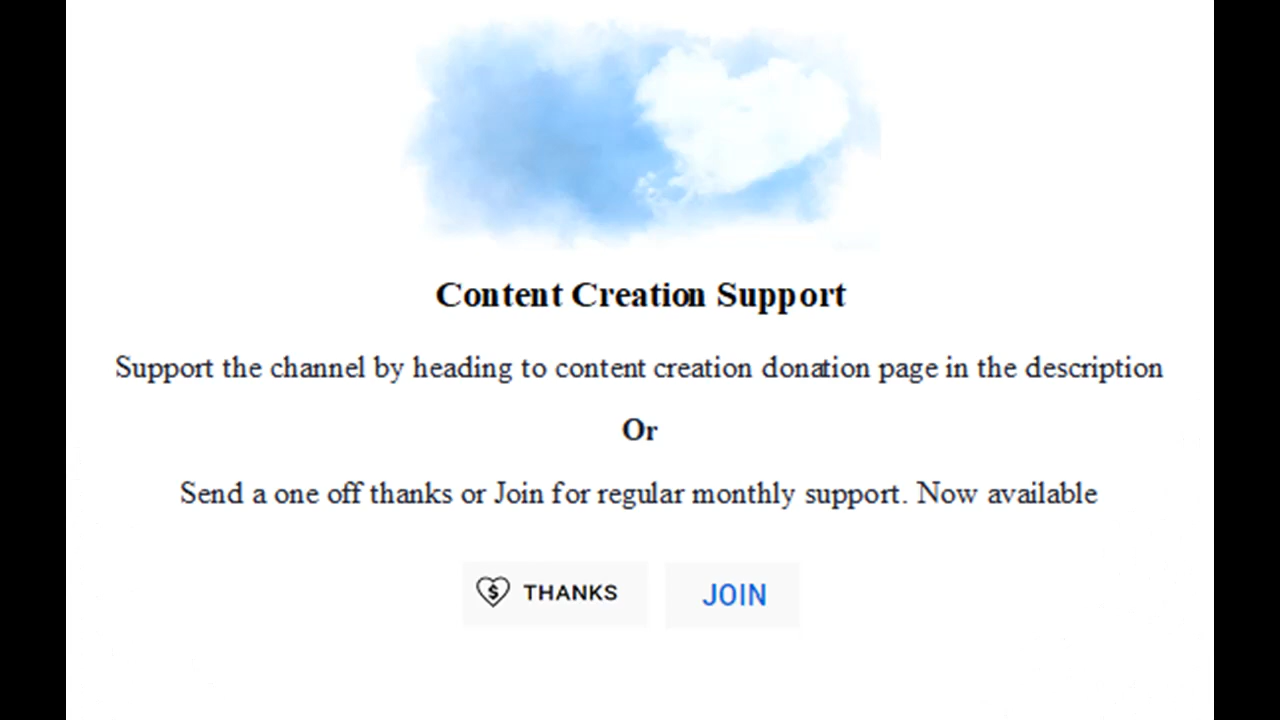 Content Creation Support
Support the channel by heading to content creation donation page in the description
Or
Send a one off thanks or Join for regular monthly support. Now available
$ THANKS JOIN